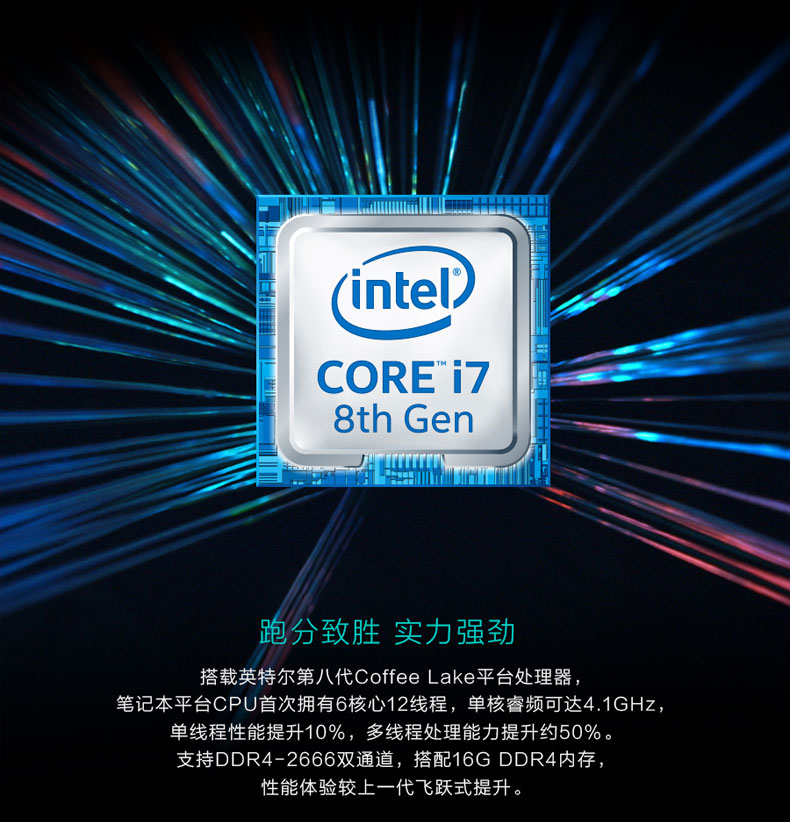 intel®
CORE™ i7
8th Gen
跑分致胜 实力强劲
搭载英特尔第八代Coffee Lake平台处理器，
笔记本平台CPU首次拥有6核心12线程，单核睿频可达4.1GHz，
单线程性能提升10%，多线程处理能力提升约50%。
支持DDR4-2666双通道，搭配16G DDR4内存，
性能体验较上一代飞跃式提升。